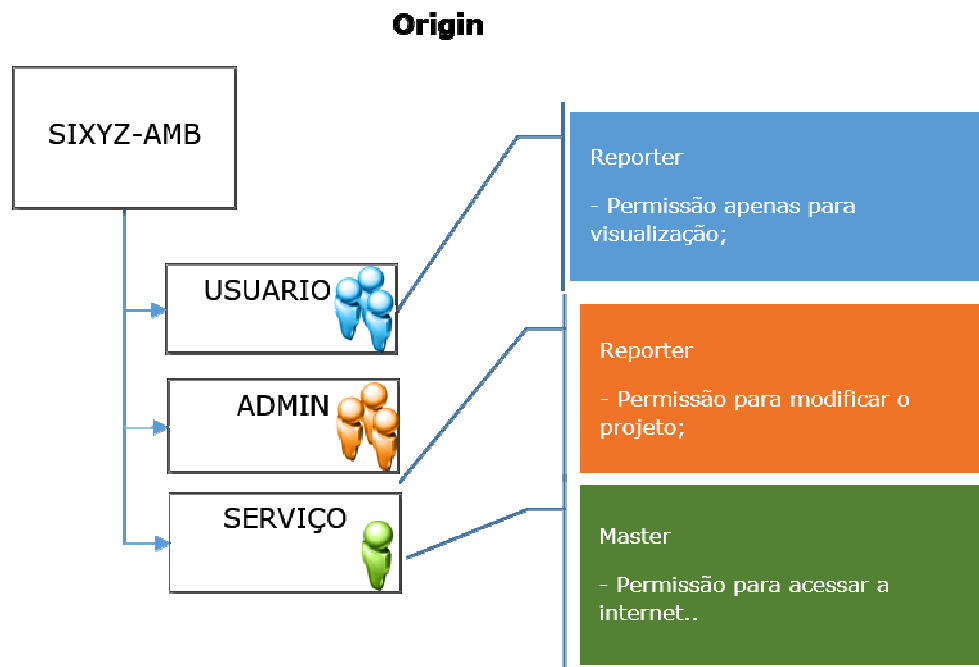 Origin
SIXYZ-AMB
USUARIO
ADMIN
SERVIÇO
Reporter
- Permissão apenas para
visualização;
Reporter
- Permissão para modificar o
projeto;
Master
- Permissão para acessar a
internet..